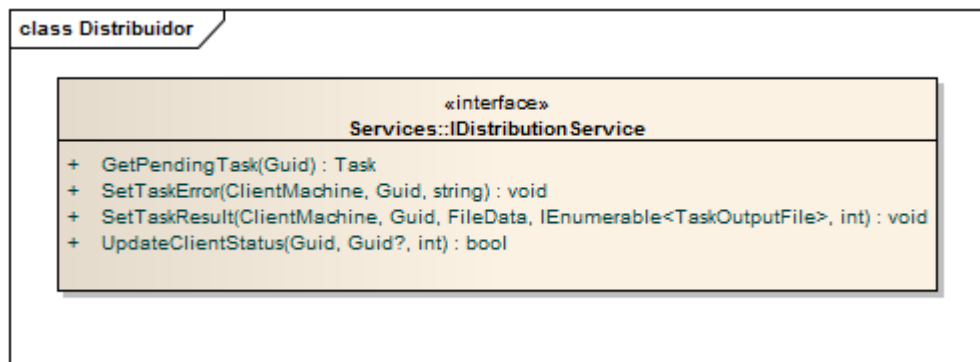 class Distribuidor
«interface»
Services::IDistributionService
+ GetPendingTask(Guid) : Task
+ SetTaskError(ClientMachine, Guid, string) : void
+ SetTaskResult(ClientMachine, Guid, FileData, IEnumerable<TaskOutputFile>, int) : void
+ UpdateClientStatus(Guid, Guid?, int) : bool